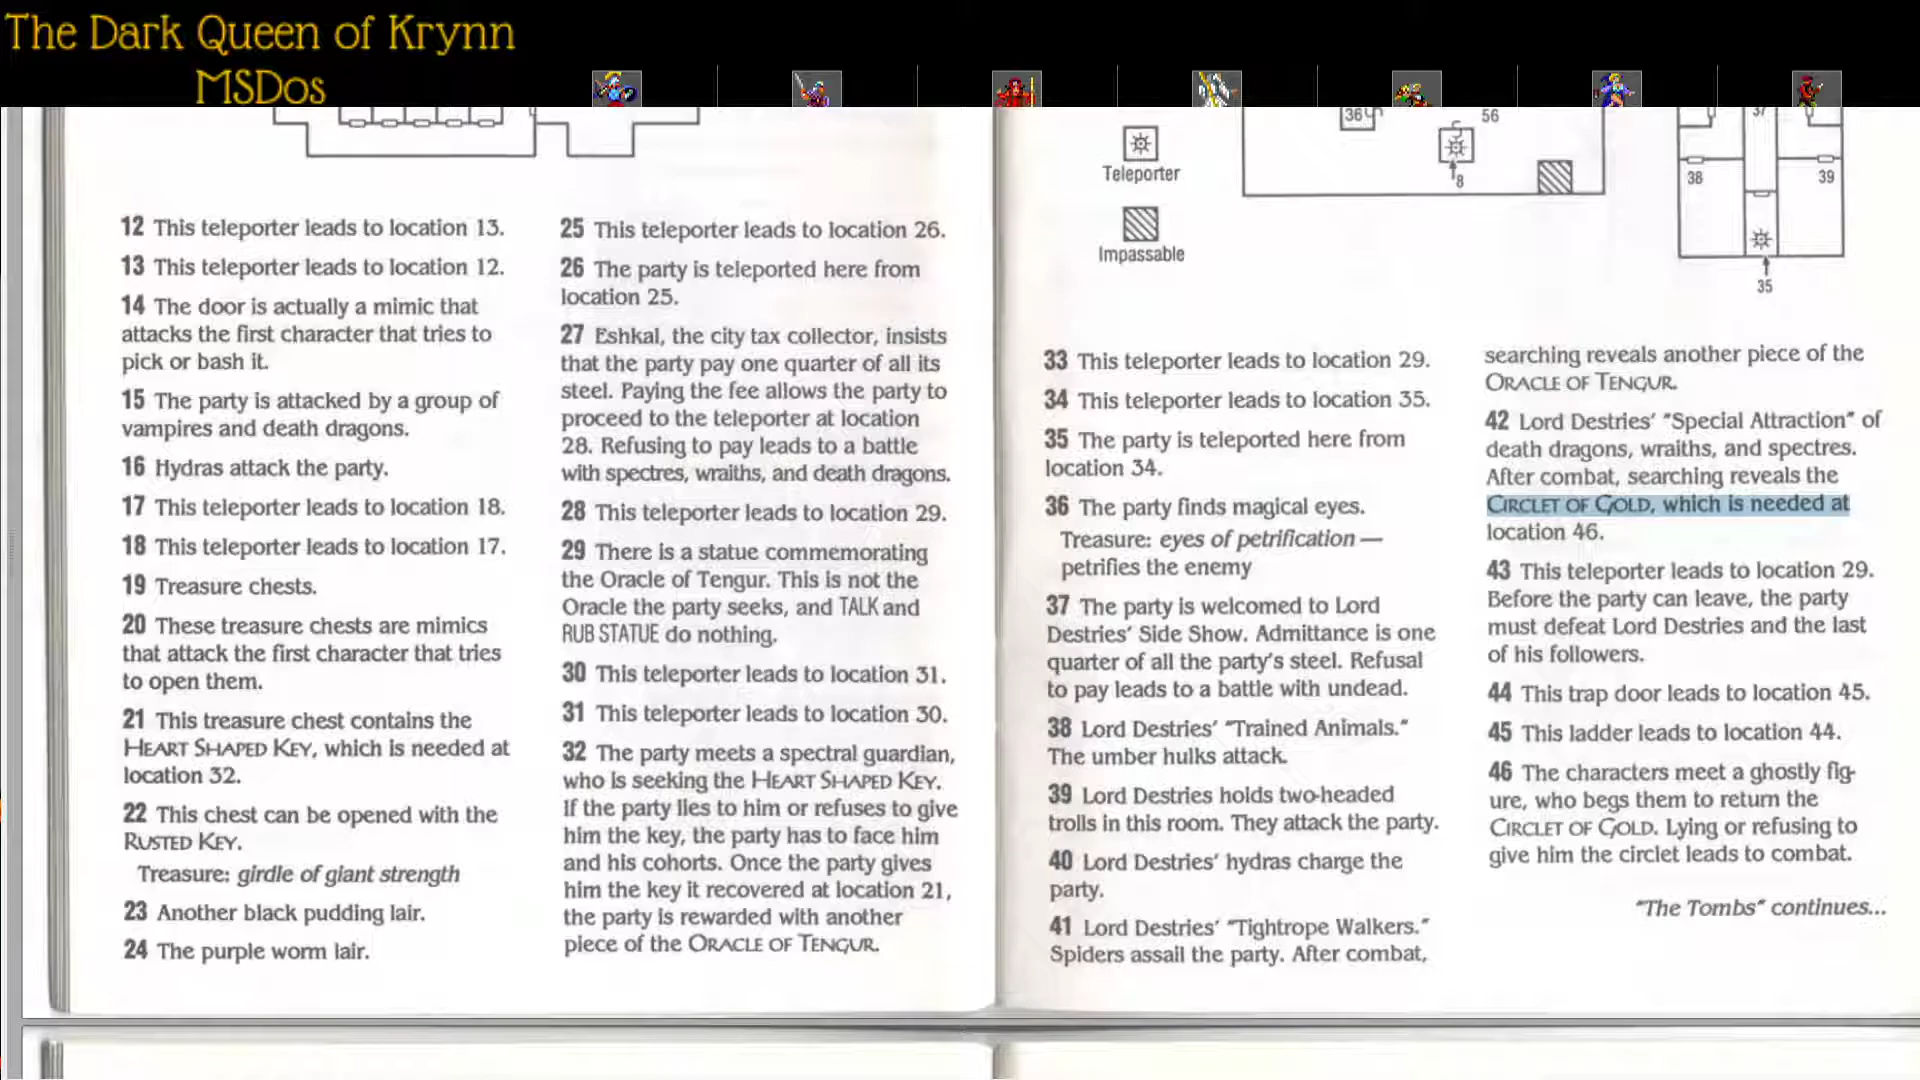 The Dark Queen of Krynn
MSDos
12 This teleporter leads to location 13.
13 This teleporter leads to location 12.
14 The door is actually a mimic that
attacks the first character that tries to
pick or bash it.
15 The party is attacked by a group of
vampires and death dragons.
16 Hydras attack the party.
17 This teleporter leads to location 18.
18 This teleporter leads to location 17.
19 Treasure chests.
20 These treasure chests are mimics
that attack the first character that tries
to open them.
21 This treasure chest contains the
HEART SHAPED KEY, which is needed at
location 32.
22 This chest can be opened with the
RUSTED KEY.
Treasure: girdle of giant strength
23 Another black pudding lair.
24 The purple worm lair.
25 This teleporter leads to location 26.
26 The party is teleported here from
location 25.
27 Eshkal, the city tax collector, insists
that the party pay one quarter of all its
steel. Paying the fee allows the party to
proceed to the teleporter at location
28. Refusing to pay leads to a battle
with spectres, wraiths, and death dragons.
28 This teleporter leads to location 29.
29 There is a statue commemorating
the Oracle of Tengur. This is not the
Oracle the party seeks, and TALK and
RUB STATUE do nothing.
30 This teleporter leads to location 31.
31 This teleporter leads to location 30.
32 The party meets a spectral guardian,
who is seeking the HEART SHAPED KEY.
If the party lies to him or refuses to give
him the key, the party has to face him
and his cohorts. Once the party gives
him the key it recovered at location 21,
the party is rewarded with another
piece of the ORACLE OF TENGUR.
Teleporter
Impassable
36
56
8
37
38
39
35
33 This teleporter leads to location 29.
34 This teleporter leads to location 35.
35 The party is teleported here from
location 34.
36 The party finds magical eyes.
Treasure: eyes of petrification —
petrifies the enemy
37 The party is welcomed to Lord
Destries' Side Show. Admittance is one
quarter of all the party's steel. Refusal
to pay leads to a battle with undead.
38 Lord Destries' "Trained Animals."
The umber hulks attack.
39 Lord Destries holds two-headed
trolls in this room. They attack the party.
40 Lord Destries' hydras charge the
party.
41 Lord Destries' "Tightrope Walkers."
Spiders assail the party. After combat,
searching reveals another piece of the
ORACLE OF TENGUR.
42 Lord Destries' "Special Attraction" of
death dragons, wraiths, and spectres.
After combat, searching reveals the
CIRCLET OF GOLD, which is needed at
location 46.
43 This teleporter leads to location 29.
Before the party can leave, the party
must defeat Lord Destries and the last
of his followers.
44 This trap door leads to location 45.
45 This ladder leads to location 44.
46 The characters meet a ghostly fig-
ure, who begs them to return the
CIRCLET OF GOLD. Lying or refusing to
give him the circlet leads to combat.
"The Tombs" continues...